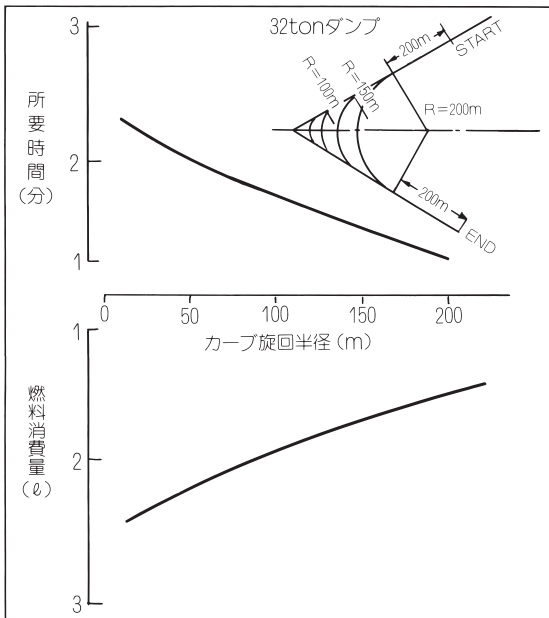 32tonダンプ
3
2
1
所要時間(分)
200m
START
R=100m
R=150m
R=200m
200m
END
0 50 100 150 200
カーブ旋回半径(m)
1
2
3
燃料消費量(ℓ)